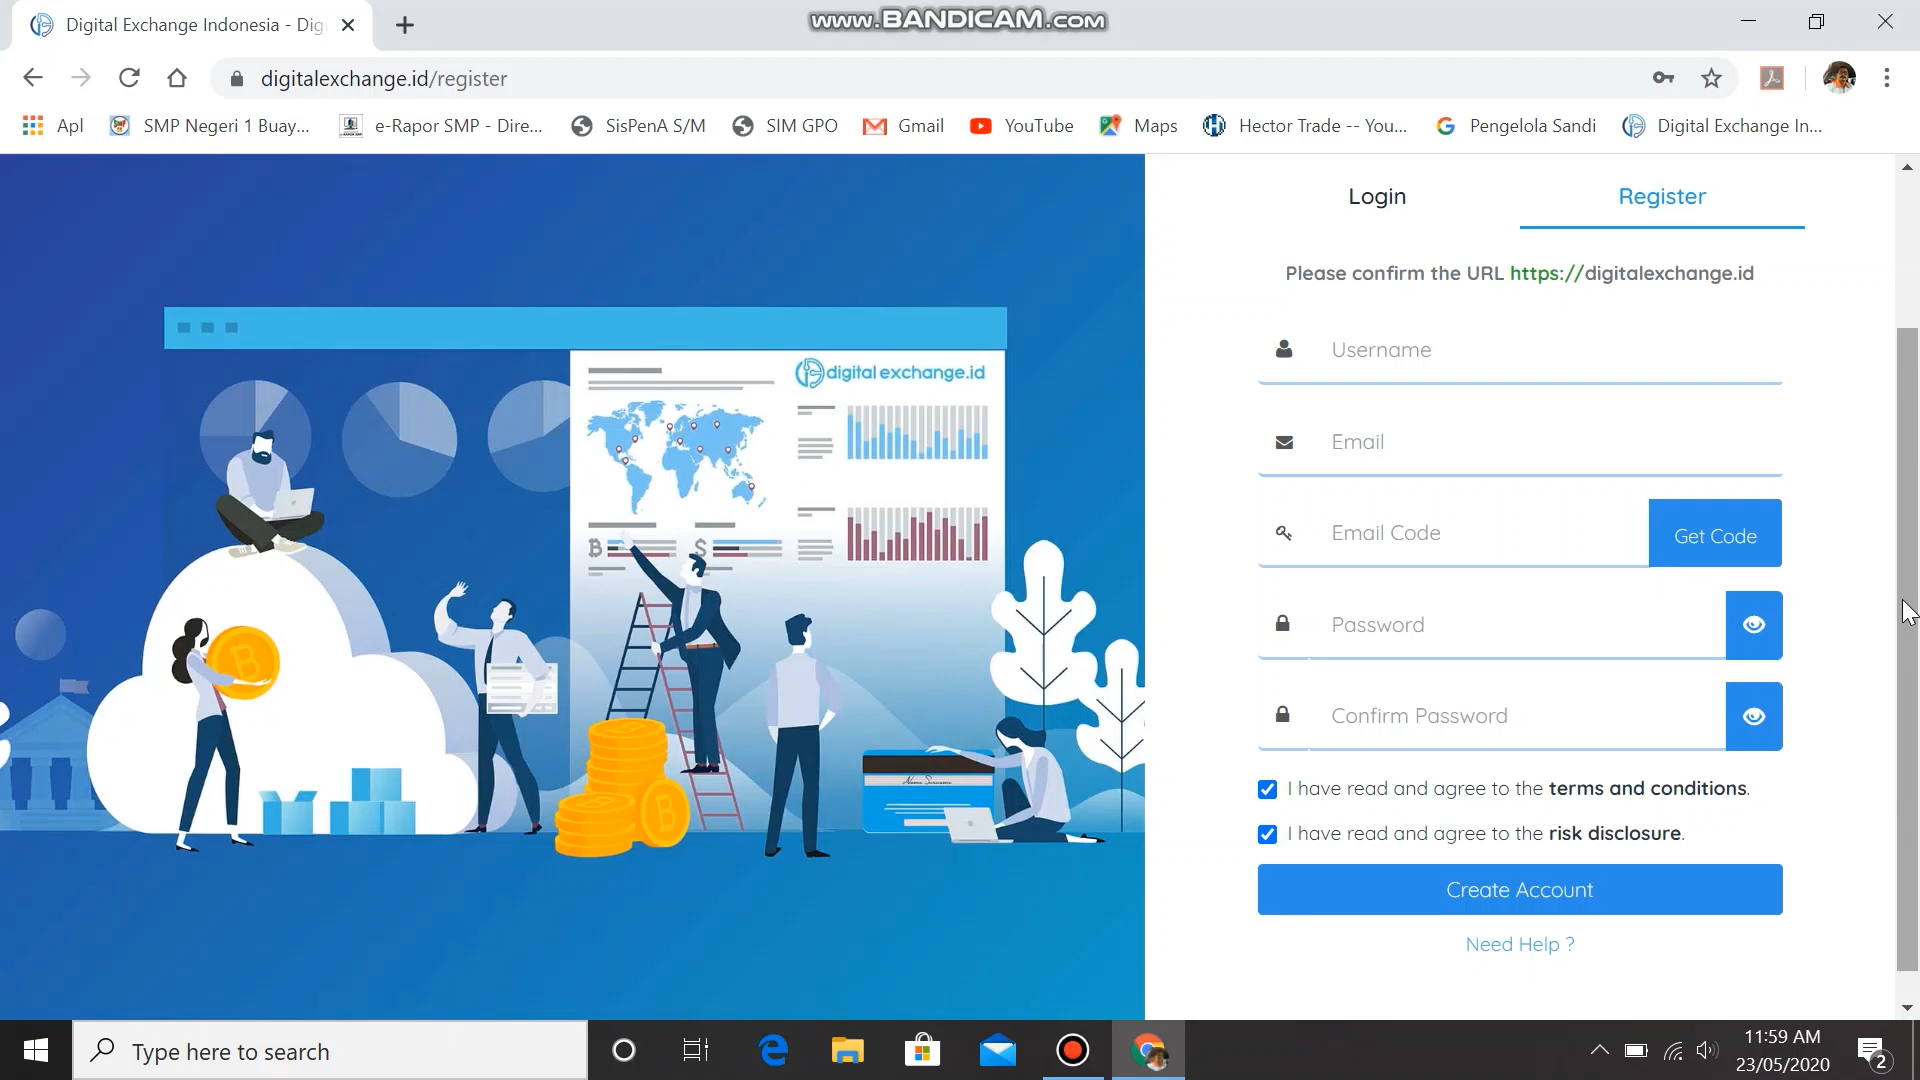 Digital Exchange Indonesia - Dig
www.BANDICAM.com
digitalexchange.id/register
Apl
SMP Negeri 1 Buay...
e-Rapor SMP - Dire...
SisPenA S/M
SIM GPO
Gmail
YouTube
Maps
Hector Trade -- You...
Pengelola Sandi
Digital Exchange In...
Login
Register
Please confirm the URL https://digitalexchange.id
digital exchange.id
Username
Email
Email Code
Get Code
Password
Confirm Password
I have read and agree to the terms and conditions.
I have read and agree to the risk disclosure.
Create Account
Need Help ?
Type here to search
11:59 AM
23/05/2020
2